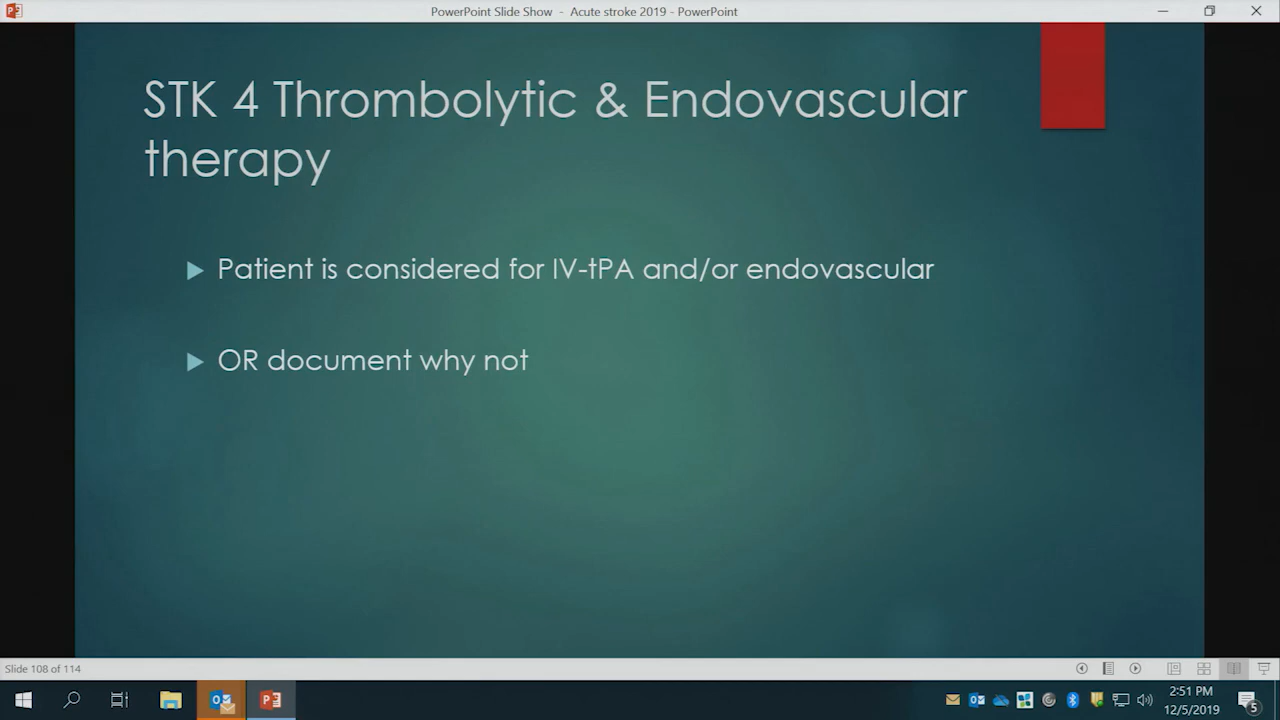 PowerPoint Slide Show - Acute stroke 2019 - PowerPoint
STK 4 Thrombolytic & Endovascular
therapy
Patient is considered for IV-tPA and/or endovascular
OR document why not
Slide 108 of 114
2:51 PM
12/5/2019
5